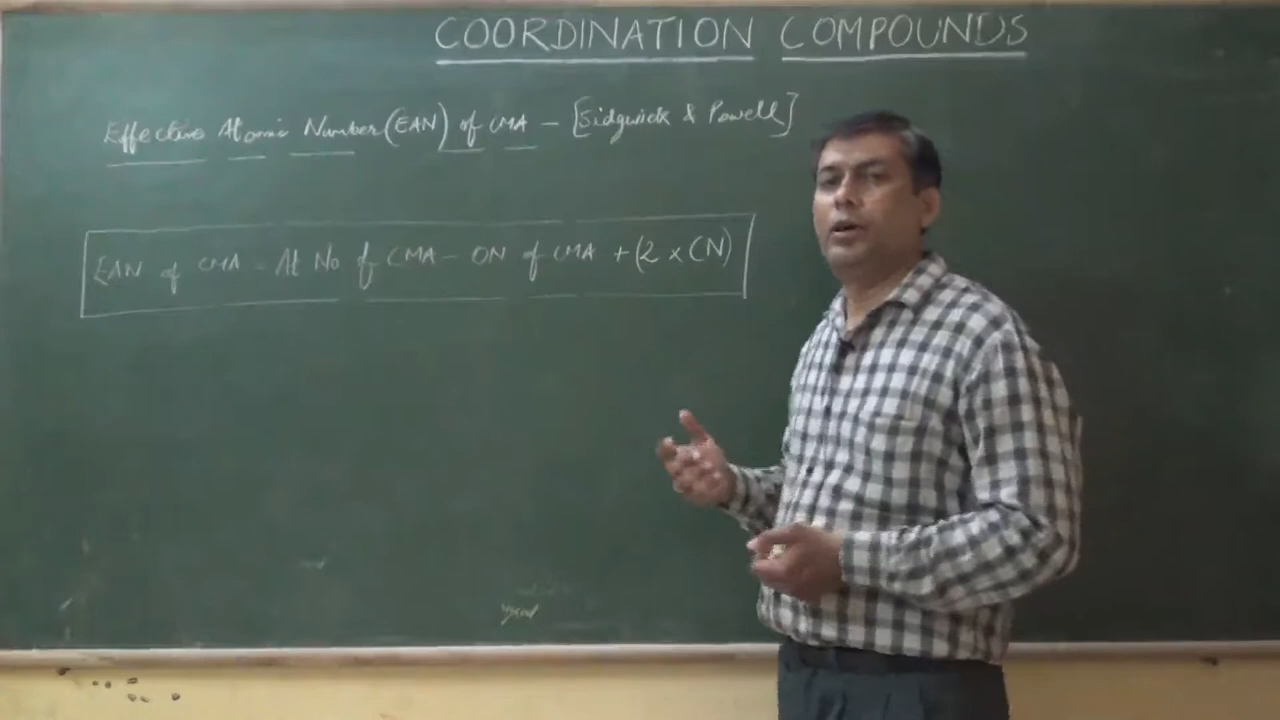 COORDINATION COMPOUNDS
Effective Atomic Number (EAN) of CMA - [Sidgwick & Powell]
EAN of CMA = At No of CMA - ON of CMA + (2 x CN)